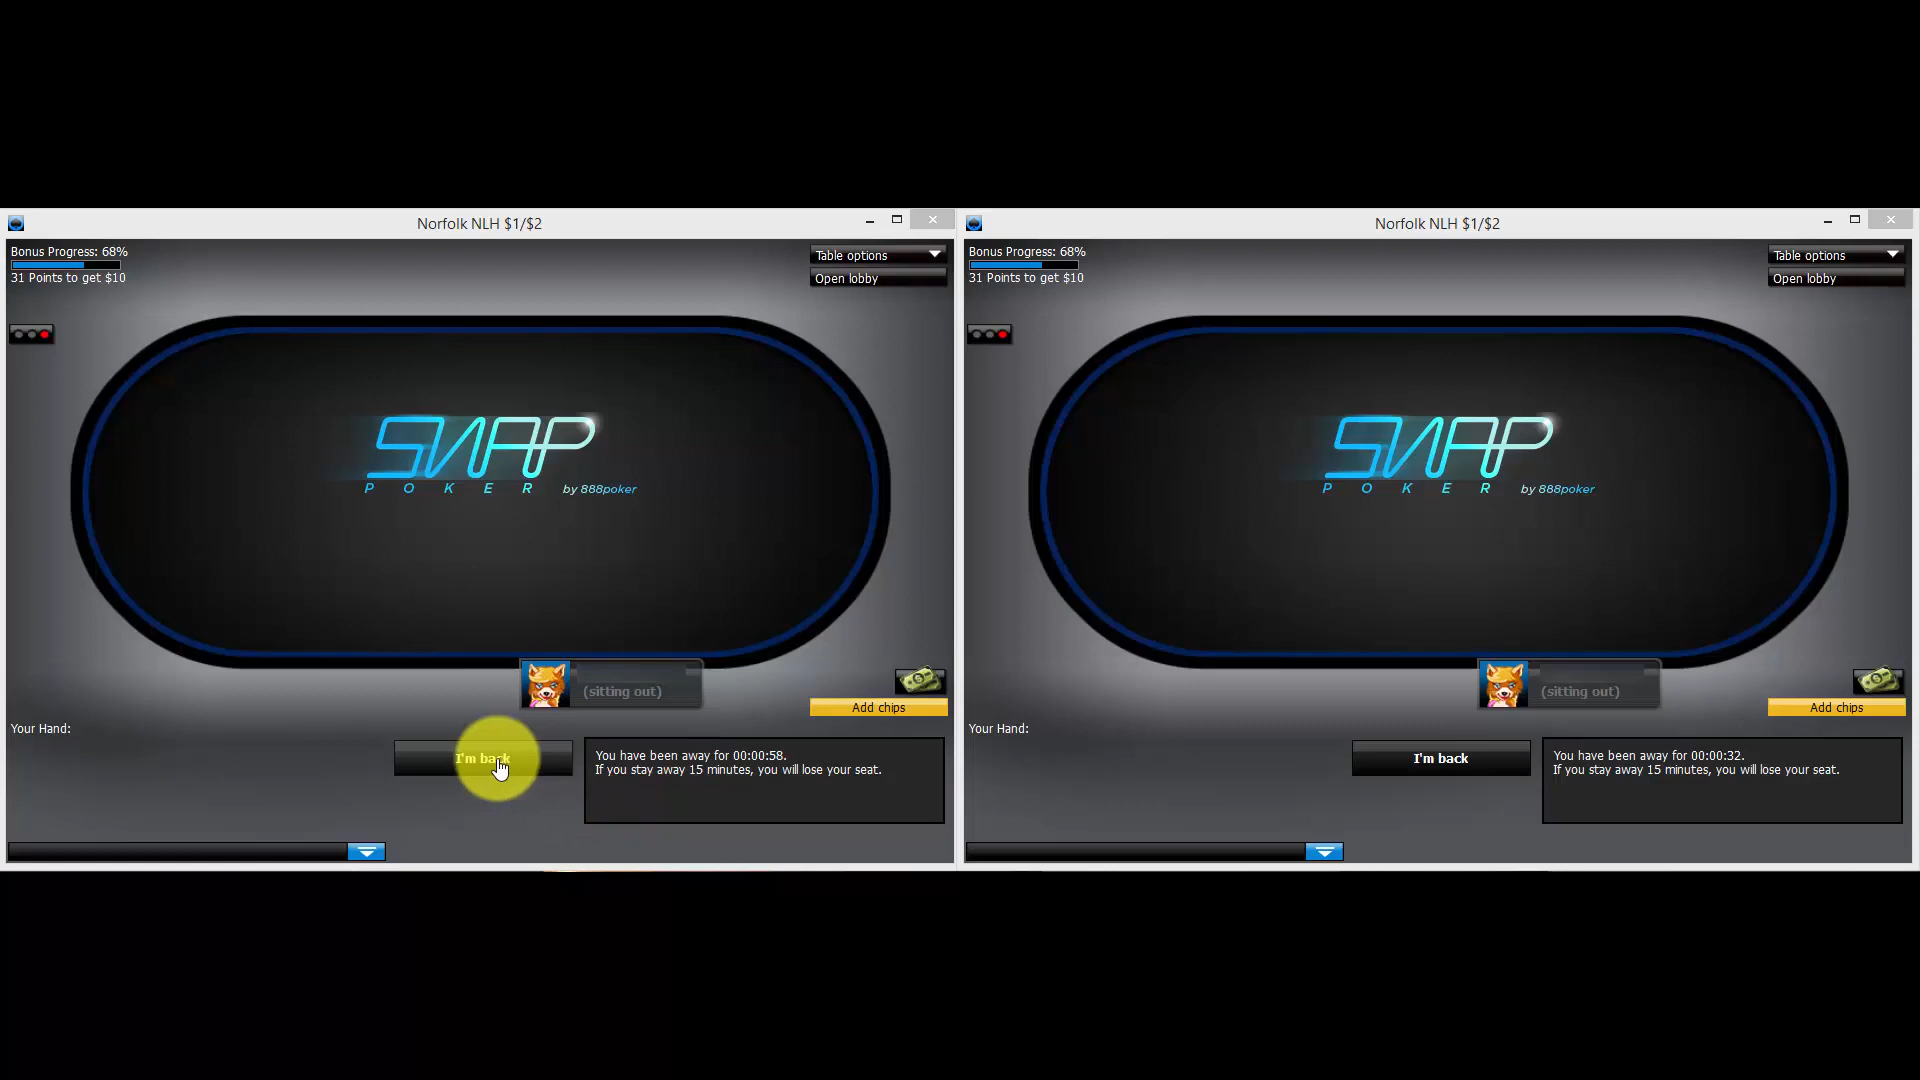 Norfolk NLH $1/$2
Bonus Progress: 68%
31 Points to get $10
Table options
Open lobby
SNAP
POKER by 888poker
(sitting out)
Add chips
Your Hand:
I'm back
You have been away for 00:00:58.
If you stay away 15 minutes, you will lose your seat.
Norfolk NLH $1/$2
Bonus Progress: 68%
31 Points to get $10
Table options
Open lobby
SNAP
POKER by 888poker
(sitting out)
Add chips
Your Hand:
I'm back
You have been away for 00:00:32.
If you stay away 15 minutes, you will lose your seat.